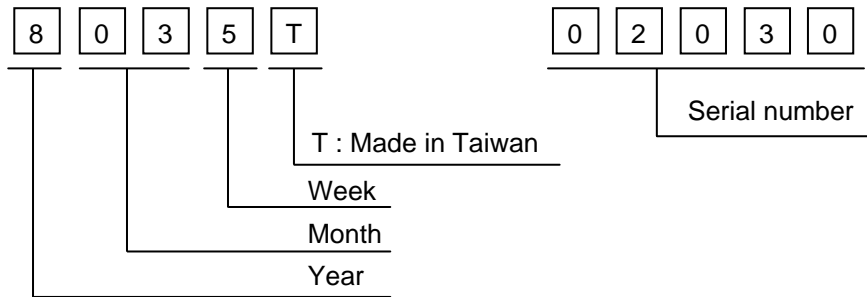 8 0 3 5 T 0 2 0 3 0
Serial number
T : Made in Taiwan
Week
Month
Year